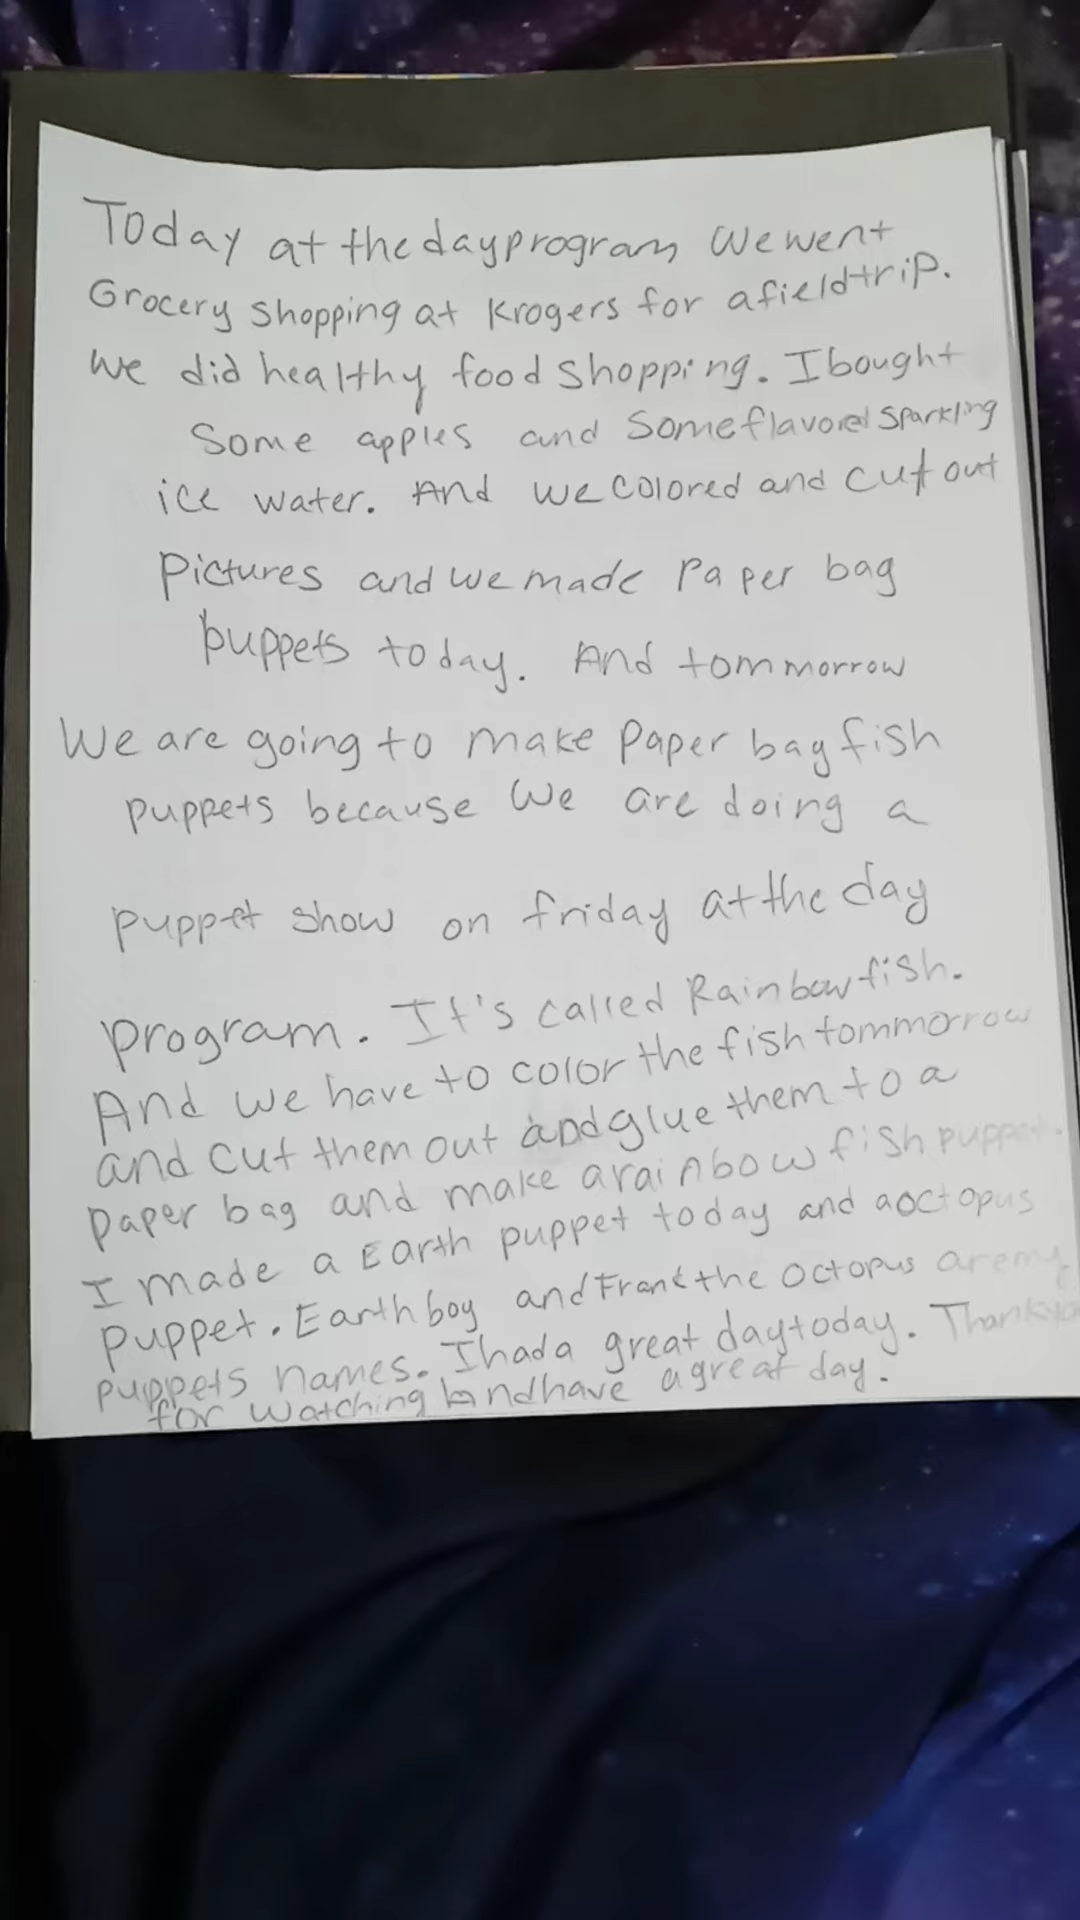 Today at the day program We went
Grocery shopping at Krogers for a fieldtrip.
We did healthy food shopping. I bought
Some apples and Some flavored Sparkling
ice water. And we colored and cut out
Pictures and we made Paper bag
puppets today. And tommorrow
We are going to make Paper bag fish
puppets because We are doing a
puppet show on friday at the day
program. It's called Rainbow fish.
And we have to color the fish tommorrow
and cut them out and glue them to a
paper bag and make a rainbow fish puppet.
I made a Earth puppet today and a octopus
puppet. Earth boy and Frank the octopus are my
puppets names. I had a great day today. Thank you
for watching and have a great day.